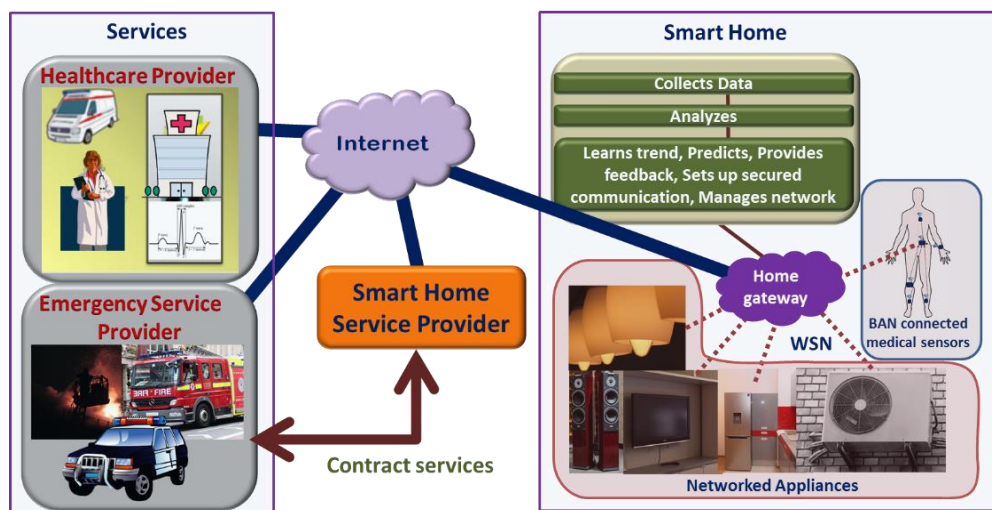 Services
Healthcare Provider
Emergency Service
Provider
Internet
Smart Home
Service Provider
Contract services
Smart Home
Collects Data
Analyzes
Learns trend, Predicts, Provides
feedback, Sets up secured
communication, Manages network
Home
gateway
WSN
BAN connected
medical sensors
Networked Appliances